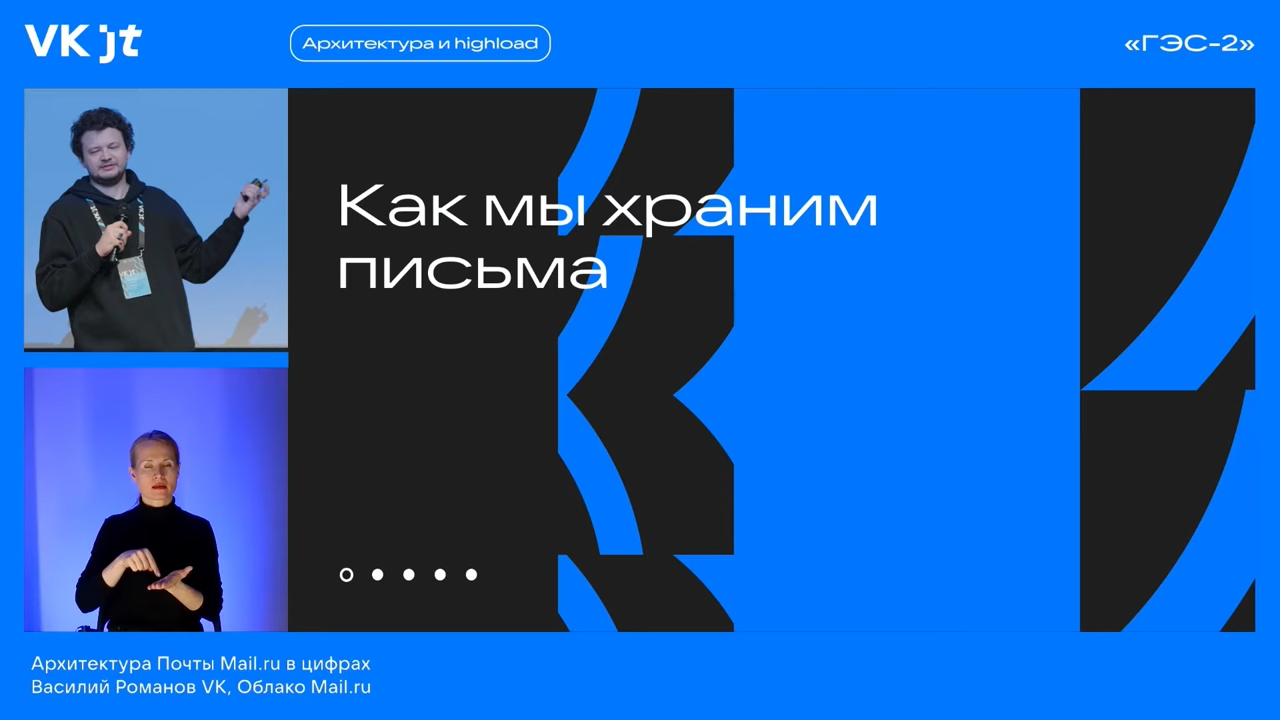 VK jt
Архитектура и highload
«ГЭС-2»
Как мы храним
письма
Архитектура Почты Mail.ru в цифрах
Василий Романов VK, Облако Mail.ru